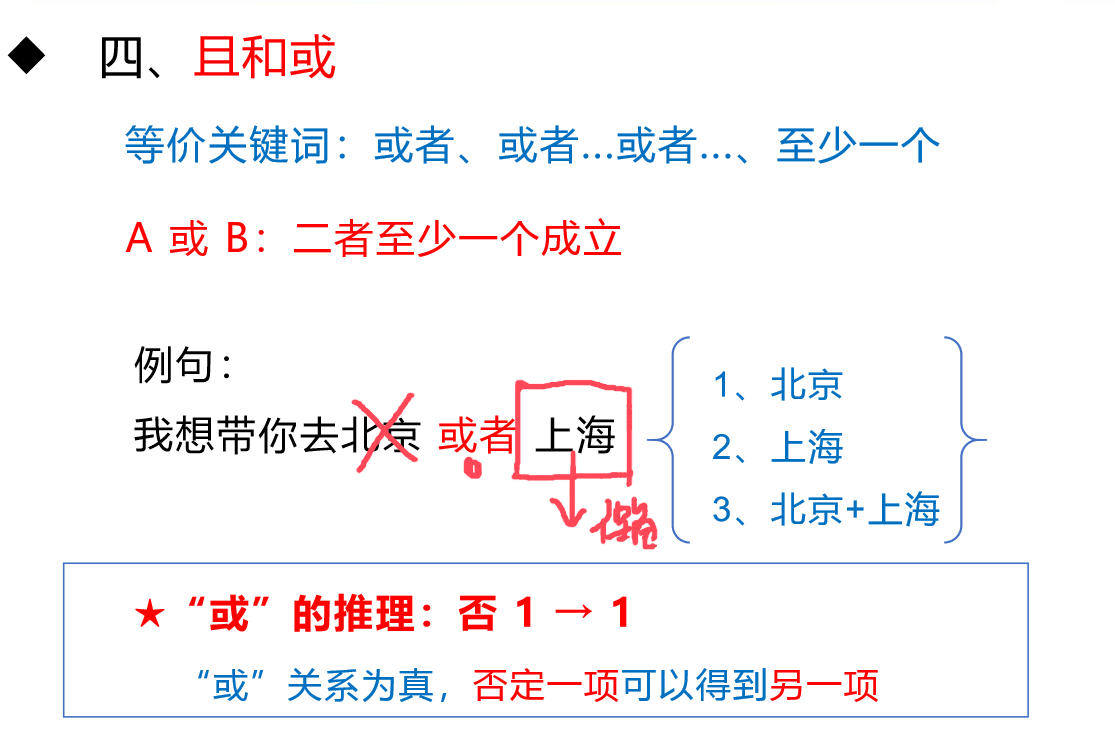 ◆ 四、且和或
等价关键词：或者、或者...或者...、至少一个
A 或 B：二者至少一个成立
例句：
我想带你去北京 或者 上海
1、北京
2、上海
3、北京+上海
★“或”的推理：否 1 → 1
“或”关系为真，否定一项可以得到另一项